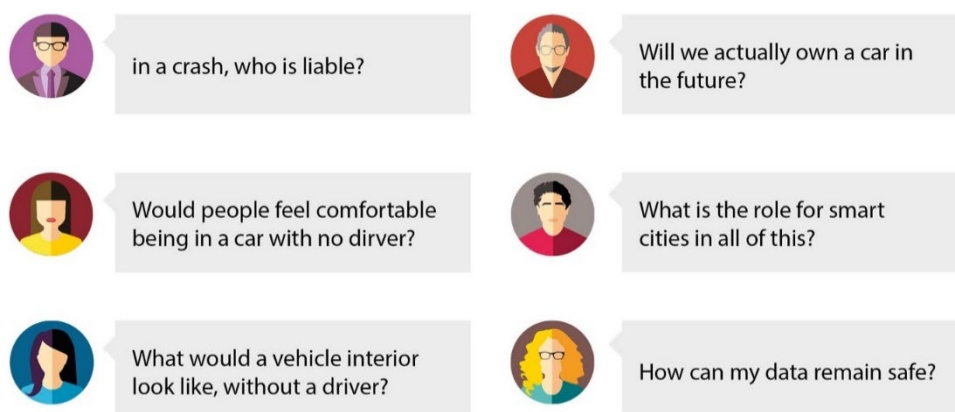 in a crash, who is liable?
Will we actually own a car in
the future?
Would people feel comfortable
being in a car with no dirver?
What is the role for smart
cities in all of this?
What would a vehicle interior
look like, without a driver?
How can my data remain safe?